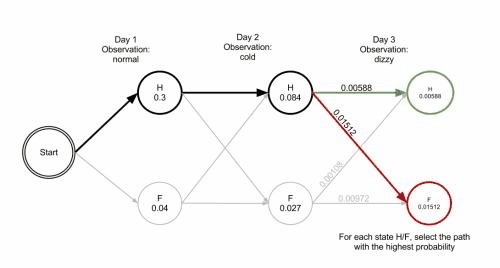 Day 1
Observation:
normal
Day 2
Observation:
cold
Day 3
Observation:
dizzy
Start
H
0.3
H
0.084
0.00588
H
0.00588
0.01512
F
0.04
F
0.027
0.00108
0.00972
F
0.01512
For each state H/F, select the path
with the highest probability